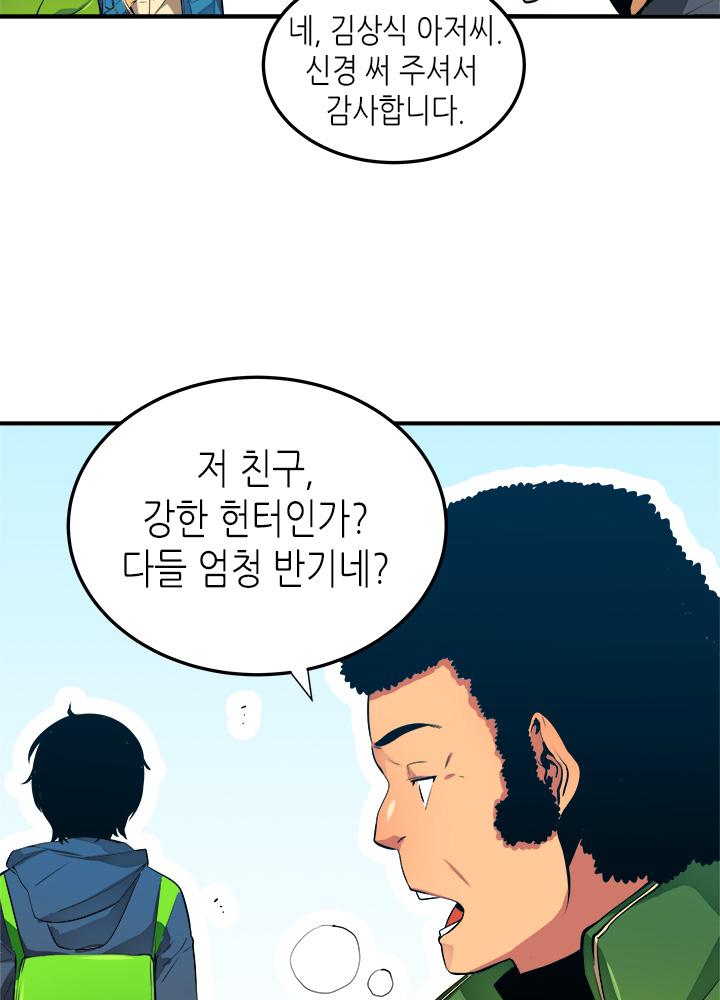 네, 김상식 아저씨.
신경 써 주셔서
감사합니다.
저 친구,
강한 헌터인가?
다들 엄청 반기네?